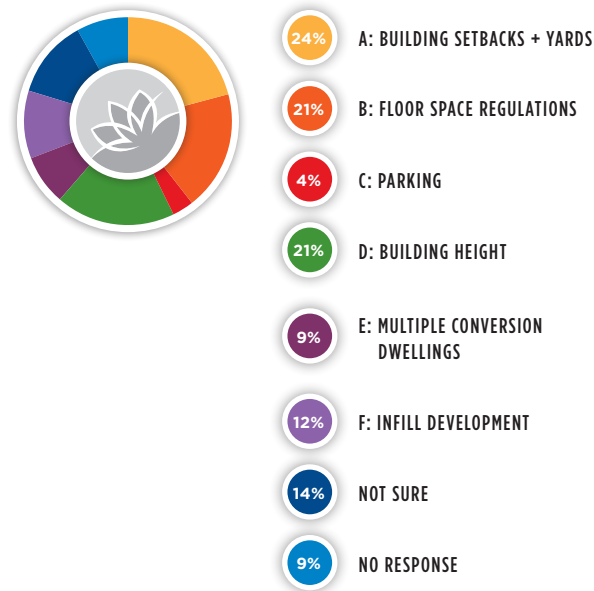 24% A: BUILDING SETBACKS + YARDS
21% B: FLOOR SPACE REGULATIONS
4% C: PARKING
21% D: BUILDING HEIGHT
9% E: MULTIPLE CONVERSION
DWELLINGS
12% F: INFILL DEVELOPMENT
14% NOT SURE
9% NO RESPONSE